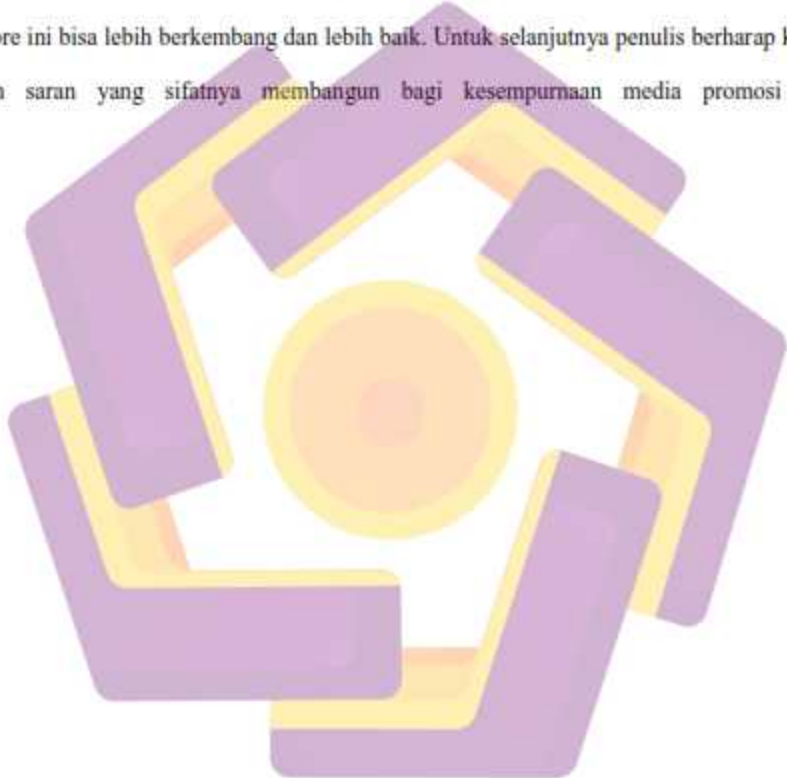 ore ini bisa lebih berkembang dan lebih baik. Untuk selanjutnya penulis berharap
saran yang sifatnya membangun bagi kesempurnaan media promosi